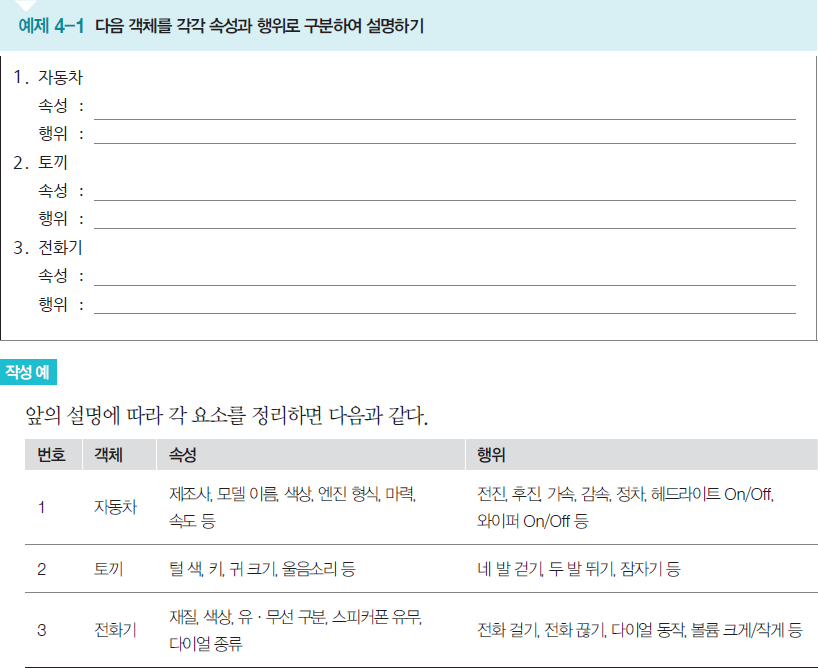 예제 4-1 다음 객체를 각각 속성과 행위로 구분하여 설명하기
1. 자동차
속성 :
행위 :
2. 토끼
속성 :
행위 :
3. 전화기
속성 :
행위 :
작성 예
앞의 설명에 따라 각 요소를 정리하면 다음과 같다.
번호 객체 속성 행위
1 자동차 제조사, 모델 이름, 색상, 엔진 형식, 마력, 전진, 후진, 가속, 감속, 정차, 헤드라이트 On/Off,
속도 등 와이퍼 On/Off 등
2 토끼 털 색, 키, 귀 크기, 울음소리 등 네 발 걷기, 두 발 뛰기, 잠자기 등
3 전화기 재질, 색상, 유·무선 구분, 스피커폰 유무, 전화 걸기, 전화 끊기, 다이얼 동작, 볼륨 크게/작게 등
다이얼 종류